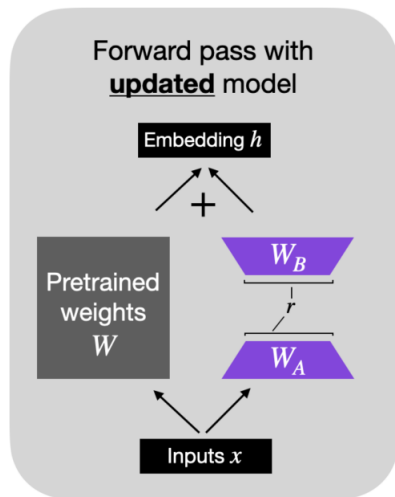 Forward pass with
updated model
Embedding h
+
Pretrained
weights
W
W_B
r
W_A
Inputs x